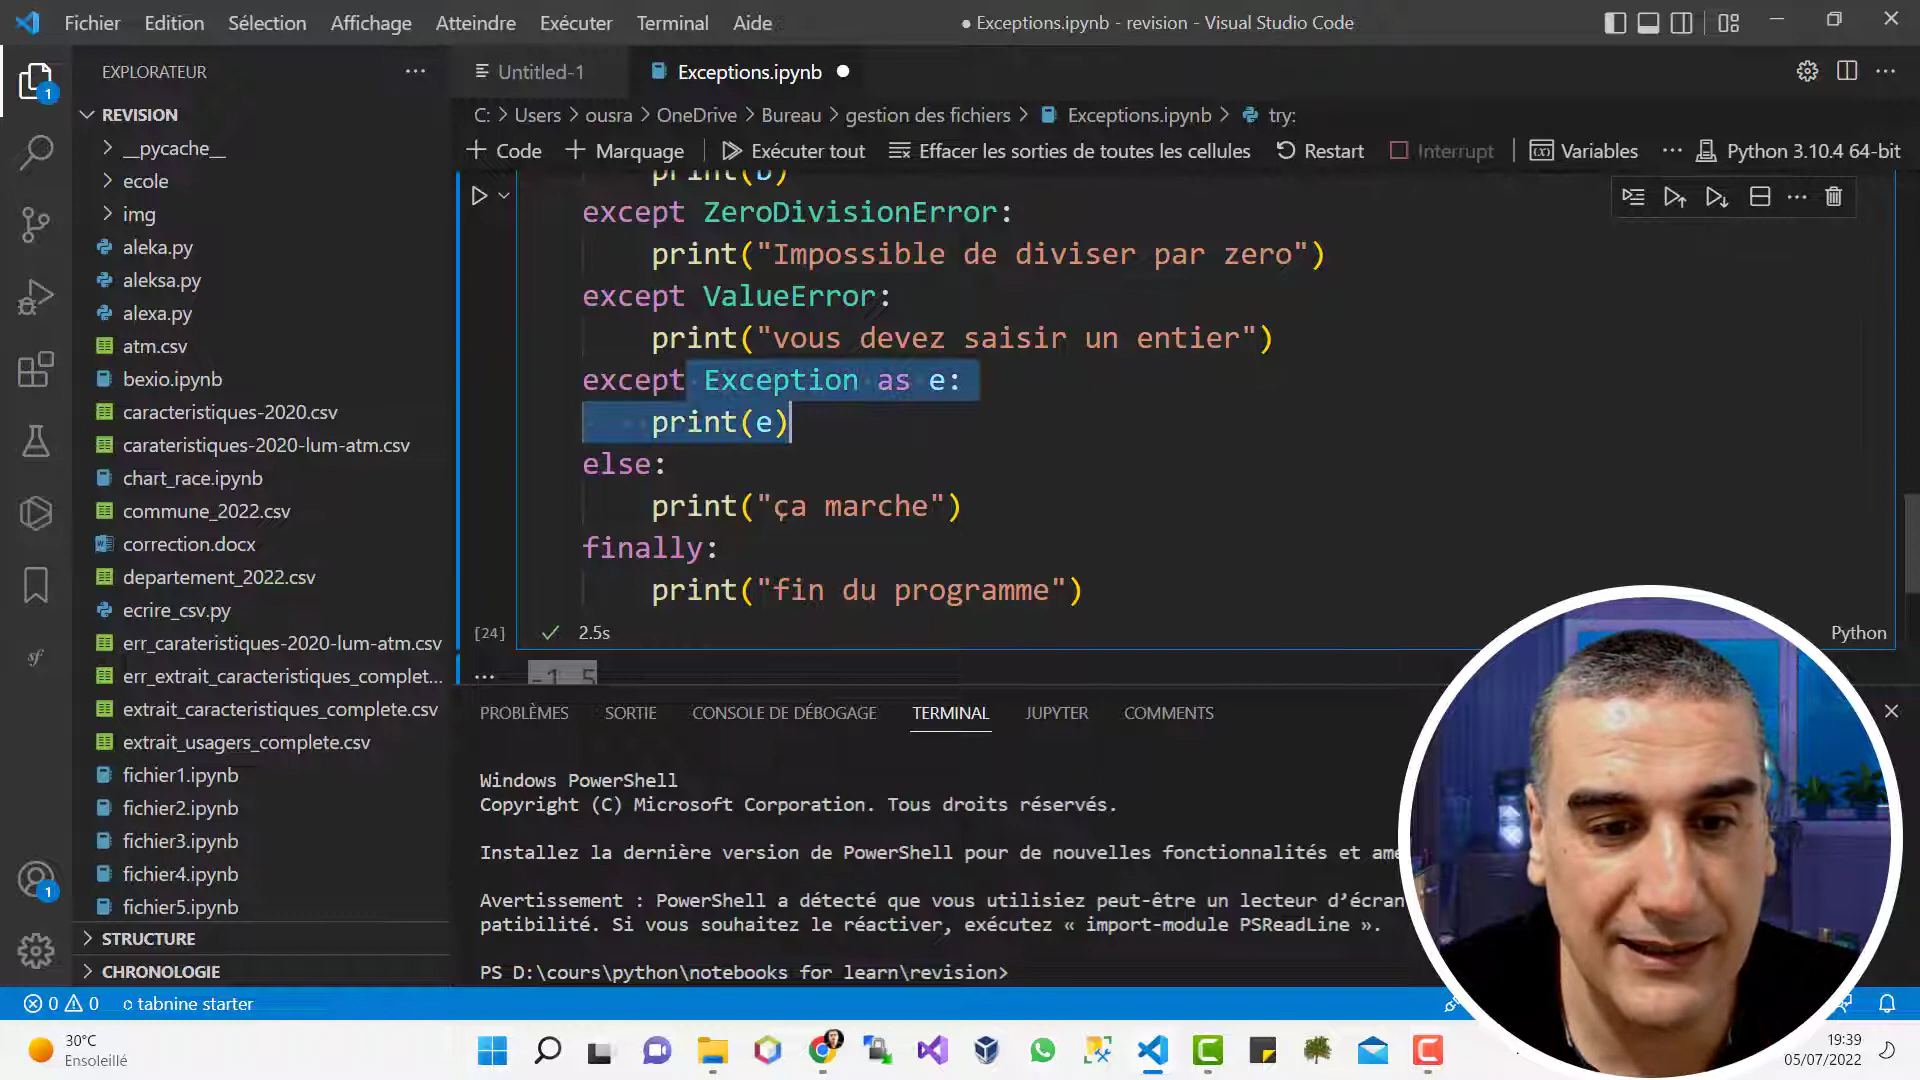 Fichier Edition Sélection Affichage Atteindre Exécuter Terminal Aide
● Exceptions.ipynb - revision - Visual Studio Code
EXPLORATEUR
Untitled-1
Exceptions.ipynb
REVISION
C: > Users > ousra > OneDrive > Bureau > gestion des fichiers > Exceptions.ipynb > try:
+ Code + Marquage Exécuter tout Effacer les sorties de toutes les cellules Restart Interrupt Variables Python 3.10.4 64-bit
__pycache__
ecole
img
aleka.py
aleksa.py
alexa.py
atm.csv
bexio.ipynb
caracteristiques-2020.csv
carateristiques-2020-lum-atm.csv
chart_race.ipynb
commune_2022.csv
correction.docx
departement_2022.csv
ecrire_csv.py
err_carateristiques-2020-lum-atm.csv
err_extrait_caracteristiques_complet...
extrait_caracteristiques_complete.csv
extrait_usagers_complete.csv
fichier1.ipynb
fichier2.ipynb
fichier3.ipynb
fichier4.ipynb
fichier5.ipynb
STRUCTURE
CHRONOLOGIE
print(b)
except ZeroDivisionError:
print("Impossible de diviser par zero")
except ValueError:
print("vous devez saisir un entier")
except Exception as e:
print(e)
else:
print("ça marche")
finally:
print("fin du programme")
[24] 2.5s
Python
-1 5
PROBLÈMES SORTIE CONSOLE DE DÉBOGAGE TERMINAL JUPYTER COMMENTS
Windows PowerShell
Copyright (C) Microsoft Corporation. Tous droits réservés.
Installez la dernière version de PowerShell pour de nouvelles fonctionnalités et amé
Avertissement : PowerShell a détecté que vous utilisiez peut-être un lecteur d’écran
patibilité. Si vous souhaitez le réactiver, exécutez « import-module PSReadLine ».
PS D:\cours\python\notebooks for learn\revision>
0 0 tabnine starter
30°C
Ensoleillé
19:39
05/07/2022